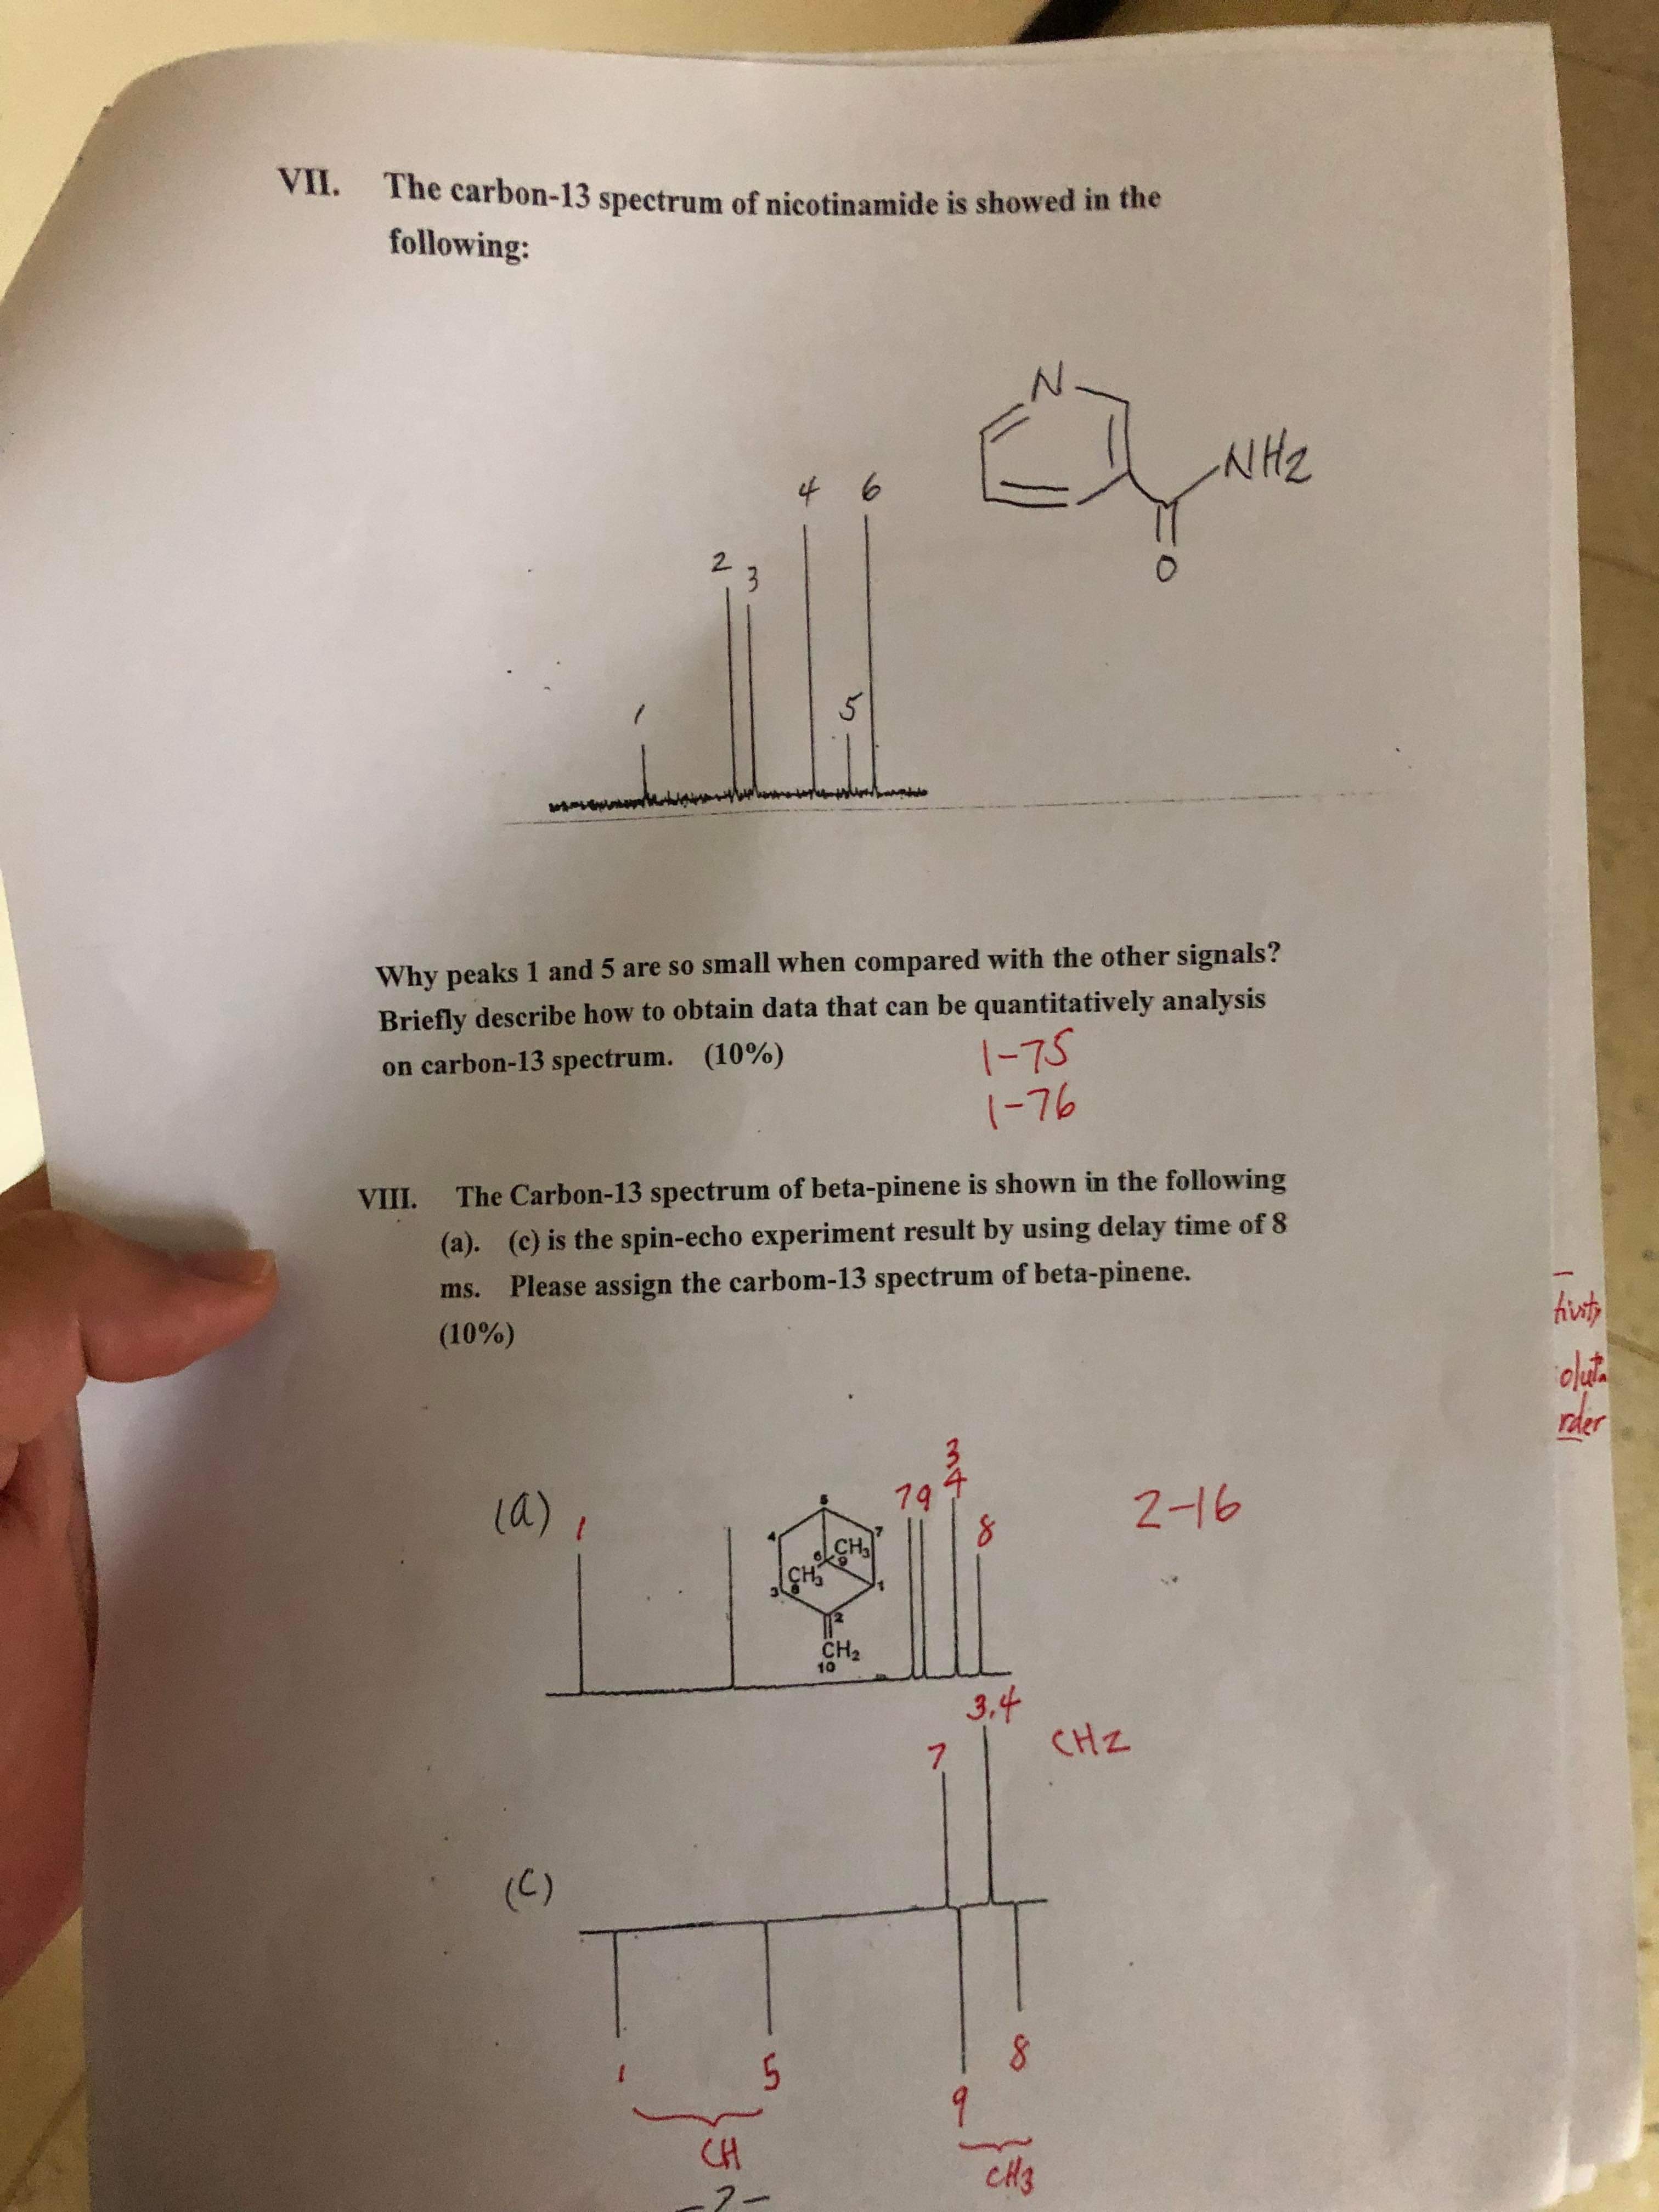 VII. The carbon-13 spectrum of nicotinamide is showed in the
following:
N
NH2
O
4 6
2 3
5
1
Why peaks 1 and 5 are so small when compared with the other signals?
Briefly describe how to obtain data that can be quantitatively analysis
on carbon-13 spectrum. (10%)
1-75
1-76
VIII. The Carbon-13 spectrum of beta-pinene is shown in the following
(a). (c) is the spin-echo experiment result by using delay time of 8
ms. Please assign the carbom-13 spectrum of beta-pinene.
(10%)
tivity
olut
rder
(a)
1
79
3
4
8
2-16
5
4
7
6
CH3
9
CH3
8
3
1
2
CH2
10
3.4
7
CH2
(C)
1
5
9
8
CH
CH3
-2-